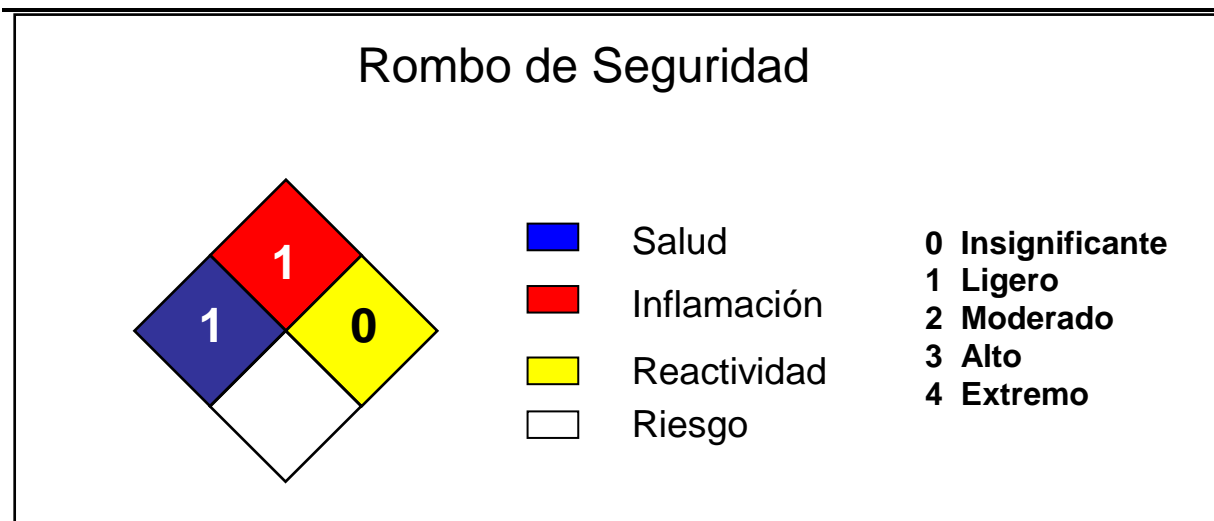 Rombo de Seguridad
1
1
0
Salud
Inflamación
Reactividad
Riesgo
0 Insignificante
1 Ligero
2 Moderado
3 Alto
4 Extremo